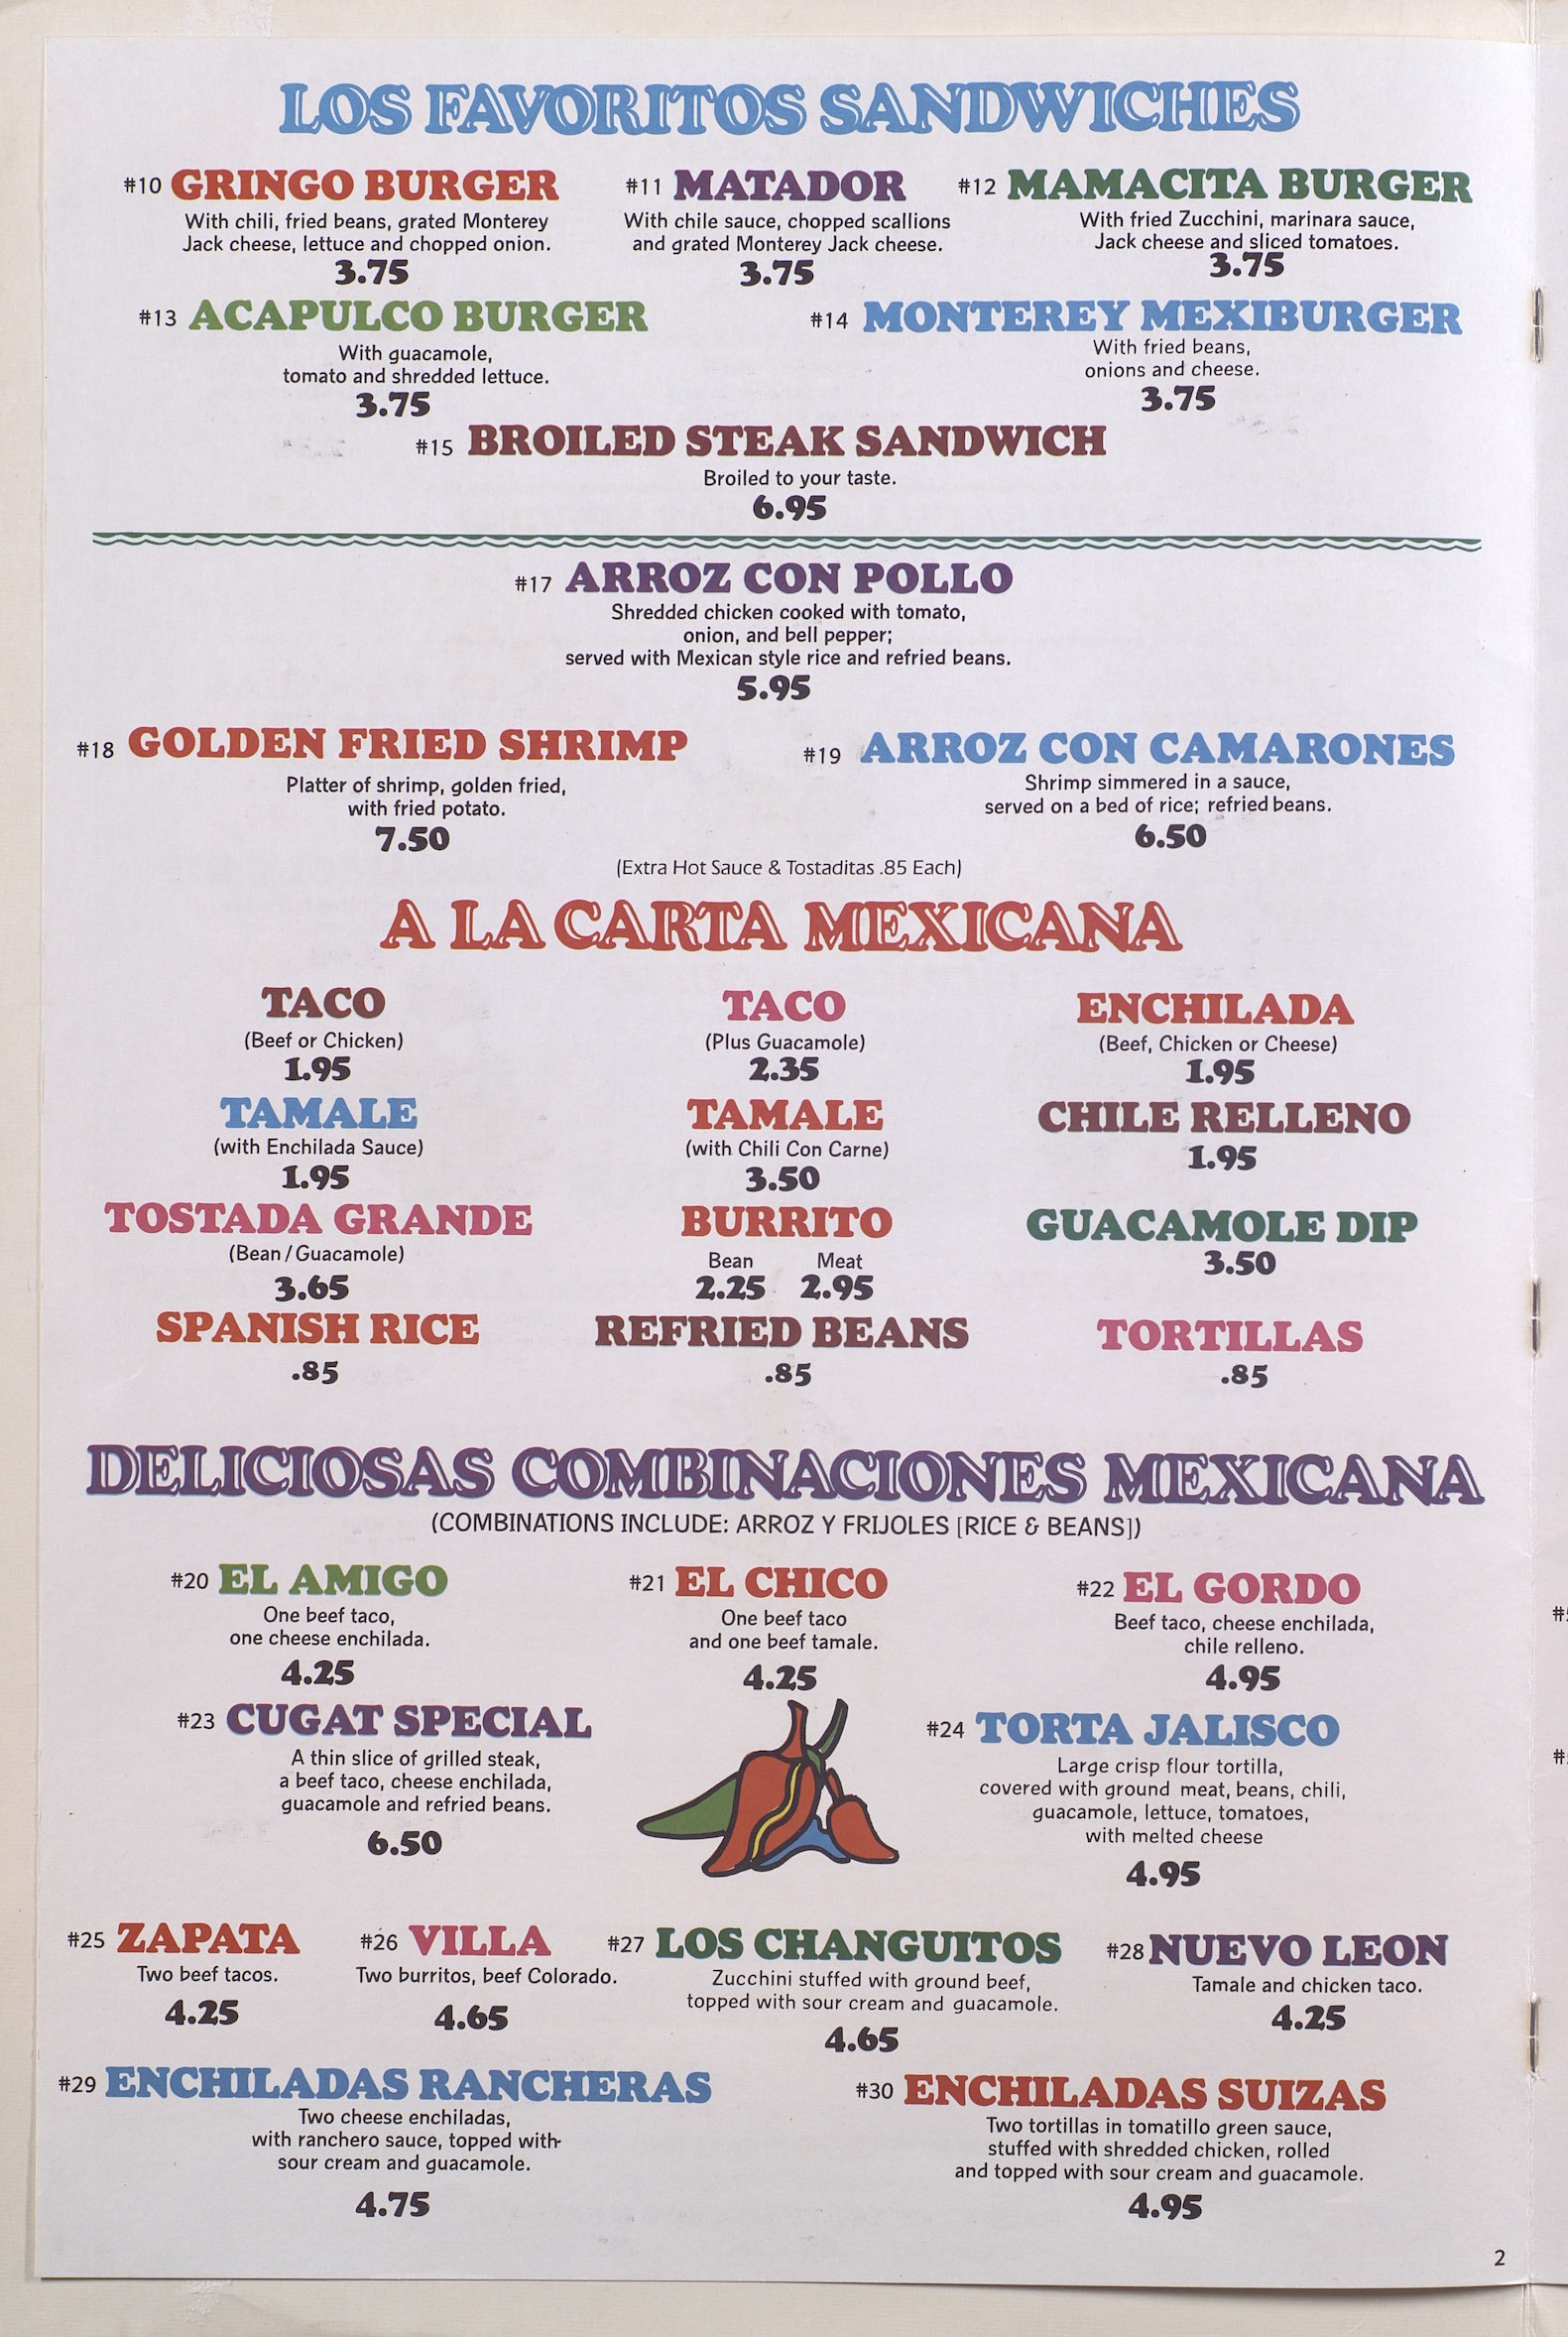 LOS FAVORITOS SANDWICHES
#10 GRINGO BURGER
With chili, fried beans, grated Monterey
Jack cheese, lettuce and chopped onion.
3.75
#11 MATADOR
With chile sauce, chopped scallions
and grated Monterey Jack cheese.
3.75
#12 MAMACITA BURGER
With fried Zucchini, marinara sauce,
Jack cheese and sliced tomatoes.
3.75
#13 ACAPULCO BURGER
With guacamole,
tomato and shredded lettuce.
3.75
#14 MONTEREY MEXIBURGER
With fried beans,
onions and cheese.
3.75
#15 BROILED STEAK SANDWICH
Broiled to your taste.
6.95
#17 ARROZ CON POLLO
Shredded chicken cooked with tomato,
onion, and bell pepper;
served with Mexican style rice and refried beans.
5.95
#18 GOLDEN FRIED SHRIMP
Platter of shrimp, golden fried,
with fried potato.
7.50
#19 ARROZ CON CAMARONES
Shrimp simmered in a sauce,
served on a bed of rice; refried beans.
6.50
(Extra Hot Sauce & Tostaditas .85 Each)
A LA CARTA MEXICANA
TACO
(Beef or Chicken)
1.95
TACO
(Plus Guacamole)
2.35
ENCHILADA
(Beef, Chicken or Cheese)
1.95
TAMALE
(with Enchilada Sauce)
1.95
TAMALE
(with Chili Con Carne)
3.50
CHILE RELLENO
1.95
TOSTADA GRANDE
(Bean / Guacamole)
3.65
BURRITO
Bean Meat
2.25 2.95
GUACAMOLE DIP
3.50
SPANISH RICE
.85
REFRIED BEANS
.85
TORTILLAS
.85
DELICIOSAS COMBINACIONES MEXICANA
(COMBINATIONS INCLUDE: ARROZ Y FRIJOLES [RICE & BEANS])
#20 EL AMIGO
One beef taco,
one cheese enchilada.
4.25
#21 EL CHICO
One beef taco
and one beef tamale.
4.25
#22 EL GORDO
Beef taco, cheese enchilada,
chile relleno.
4.95
#23 CUGAT SPECIAL
A thin slice of grilled steak,
a beef taco, cheese enchilada,
guacamole and refried beans.
6.50
#24 TORTA JALISCO
Large crisp flour tortilla,
covered with ground meat, beans, chili,
guacamole, lettuce, tomatoes,
with melted cheese
4.95
#25 ZAPATA
Two beef tacos.
4.25
#26 VILLA
Two burritos, beef Colorado.
4.65
#27 LOS CHANGUITOS
Zucchini stuffed with ground beef,
topped with sour cream and guacamole.
4.65
#28 NUEVO LEON
Tamale and chicken taco.
4.25
#29 ENCHILADAS RANCHERAS
Two cheese enchiladas,
with ranchero sauce, topped with
sour cream and guacamole.
4.75
#30 ENCHILADAS SUIZAS
Two tortillas in tomatillo green sauce,
stuffed with shredded chicken, rolled
and topped with sour cream and guacamole.
4.95
2